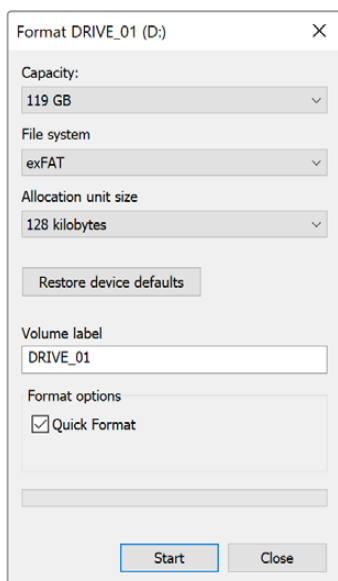 Format DRIVE_01 (D:)
Capacity:
119 GB
File system
exFAT
Allocation unit size
128 kilobytes
Restore device defaults
Volume label
DRIVE_01
Format options
Quick Format
Start Close